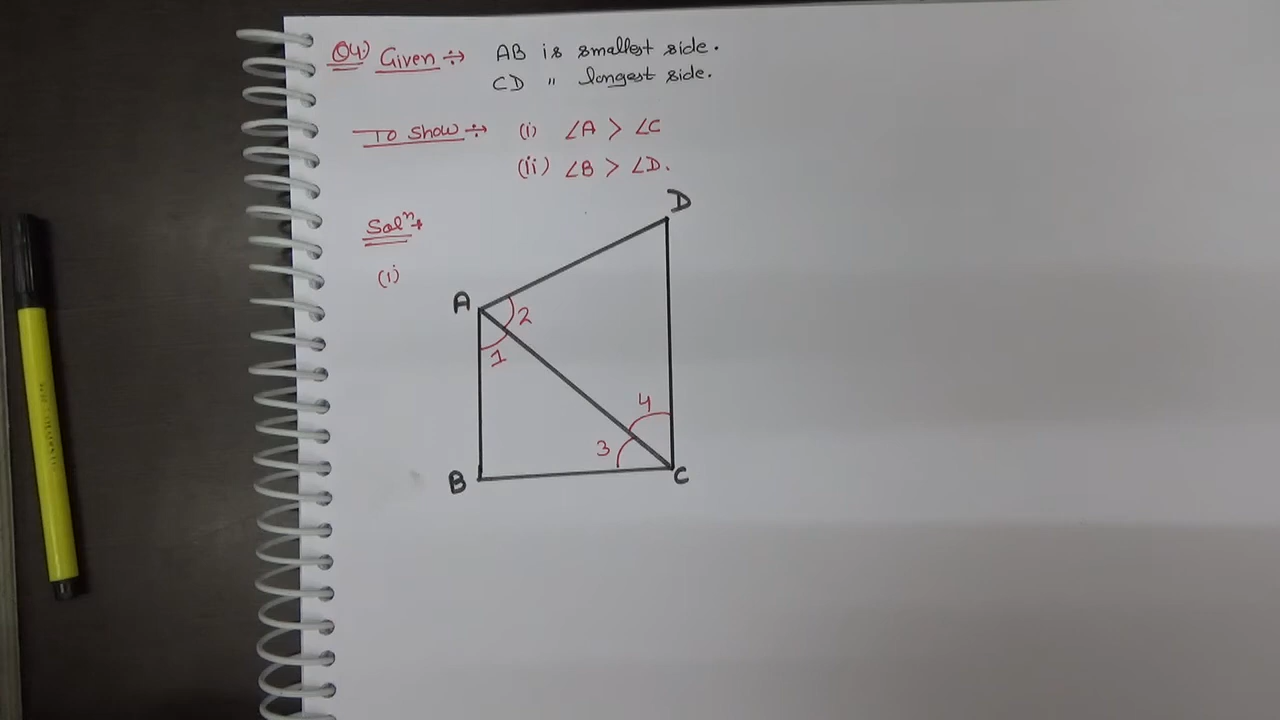 Q4.) Given ÷ AB is smallest side.
CD " longest side.
To show ÷ (i) ∠A > ∠C
(ii) ∠B > ∠D.
Solⁿ→
(i)
D
A
2
1
4
3
B
C